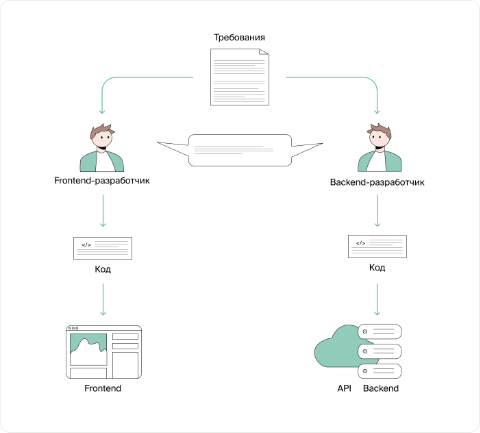 Требования
Frontend-разработчик
Backend-разработчик
</>
Код
</>
Код
Frontend
API
Backend